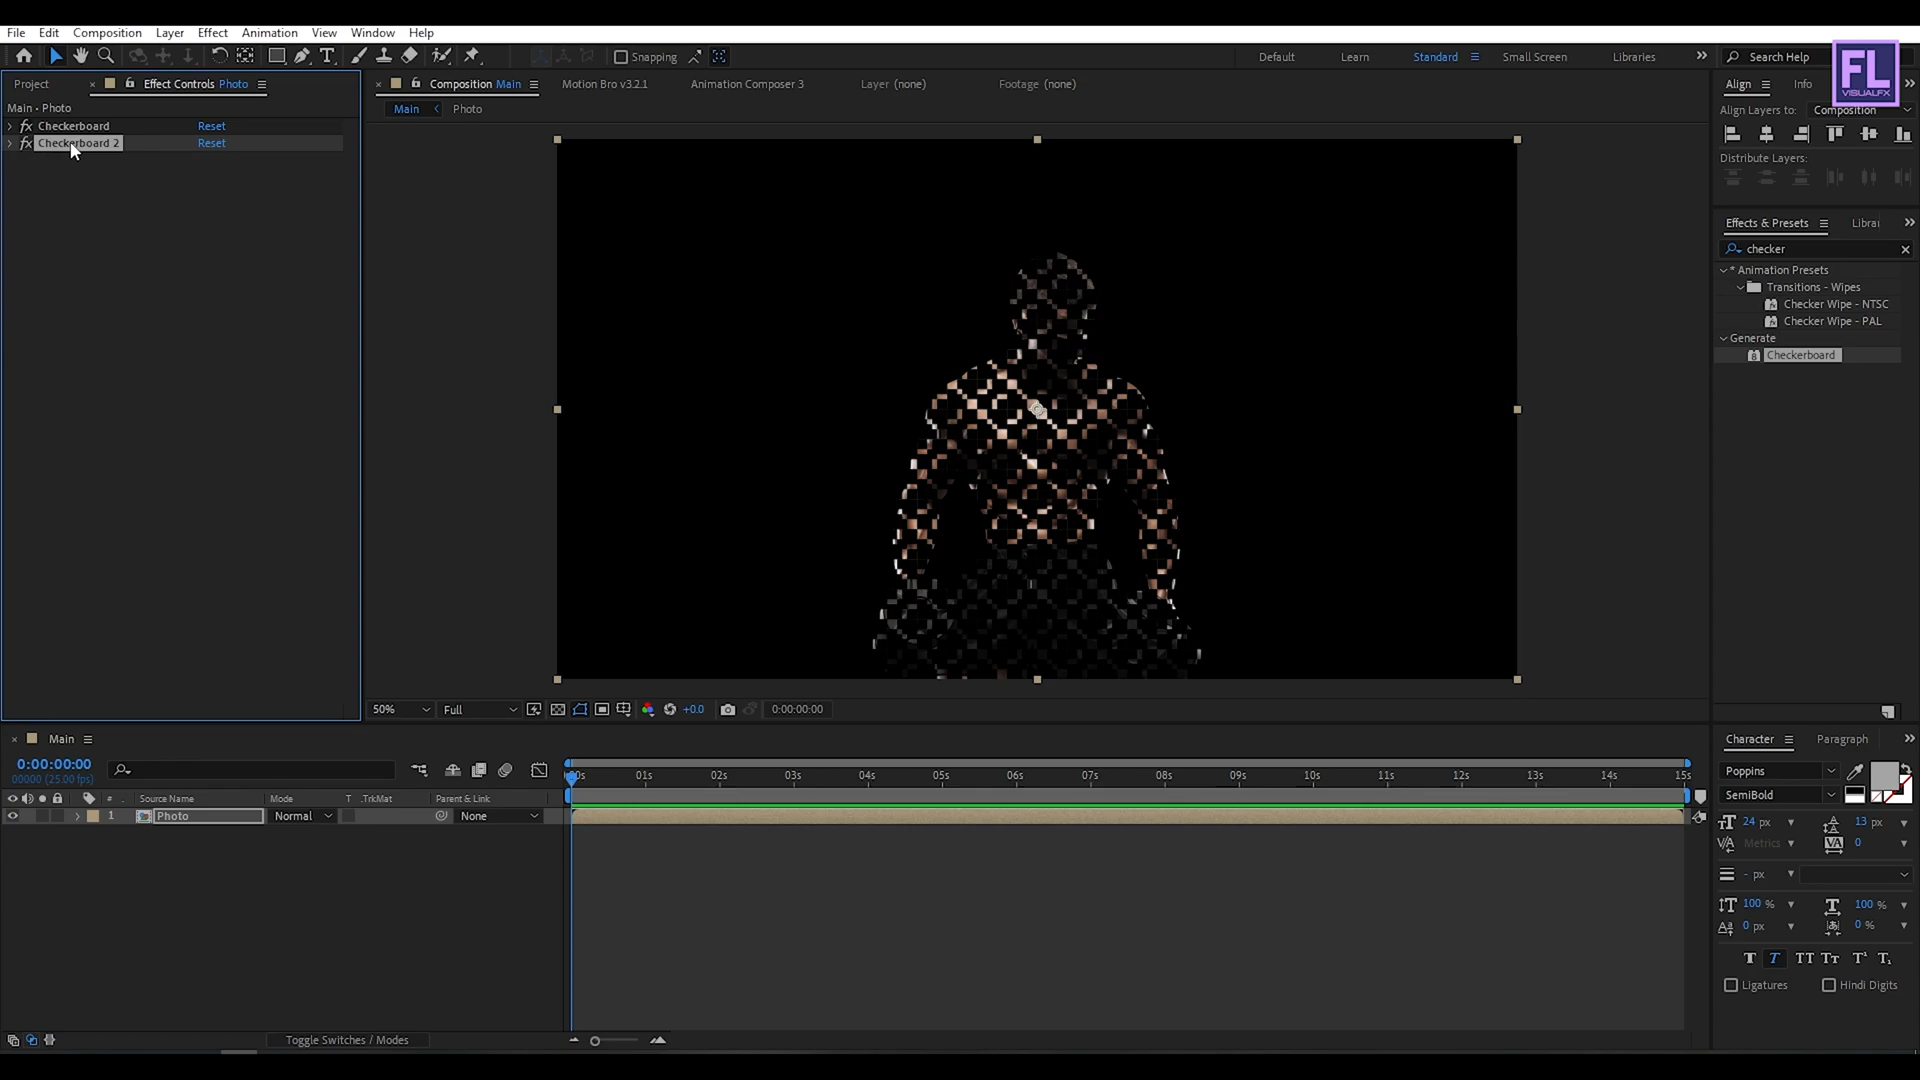 File Edit Composition Layer Effect Animation View Window Help
Snapping Default Learn Standard Small Screen Libraries Search Help
FL
VISUALFX
Project Effect Controls Photo
Composition Main Motion Bro v3.2.1 Animation Composer 3 Layer (none) Footage (none)
Align Info
Main • Photo
Main Photo
Align Layers to: Composition
fx Checkerboard Reset
fx Checkerboard 2 Reset
Distribute Layers:
Effects & Presets Librai
checker
* Animation Presets
Transitions - Wipes
Checker Wipe - NTSC
Checker Wipe - PAL
Generate
Checkerboard
50% Full +0.0 0:00:00:00
Main
Character Paragraph
0:00:00:00
00000 (25.00 fps)
01s 02s 03s 04s 05s 06s 07s 08s 09s 10s 11s 12s 13s 14s 15s
Poppins
SemiBold
# Source Name Mode T .TrkMat Parent & Link
1 Photo Normal None
24 px 13 px
Metrics 0
- px
100 % 100 %
0 px 0 %
T T TT Tt T¹ T₁
Ligatures Hindi Digits
Toggle Switches / Modes